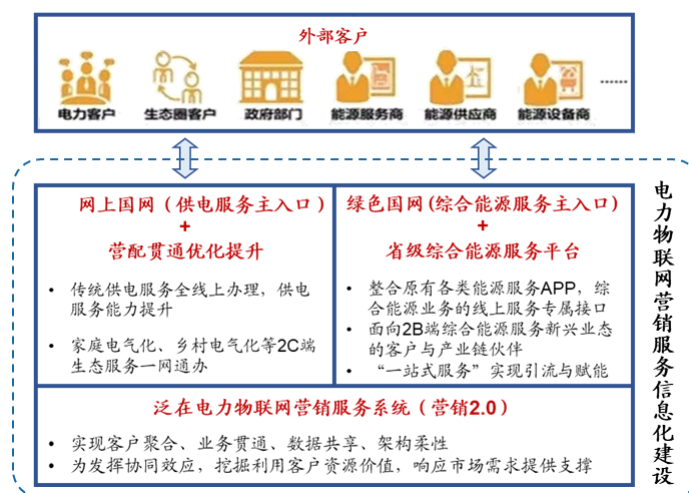 外部客户
电力客户 生态圈客户 政府部门 能源服务商 能源供应商 能源设备商 ……
网上国网（供电服务主入口）
+
营配贯通优化提升
• 传统供电服务全线上办理，供电
服务能力提升
• 家庭电气化、乡村电气化等2C端
生态服务一网通办
绿色国网(综合能源服务主入口)
+
省级综合能源服务平台
• 整合原有各类能源服务APP，综
合能源业务的线上服务专属接口
• 面向2B端综合能源服务新兴业态
的客户与产业链伙伴
• “一站式服务”实现引流与赋能
泛在电力物联网营销服务系统（营销2.0）
• 实现客户聚合、业务贯通、数据共享、架构柔性
• 为发挥协同效应，挖掘利用客户资源价值，响应市场需求提供支撑
电力物联网营销服务信息化建设